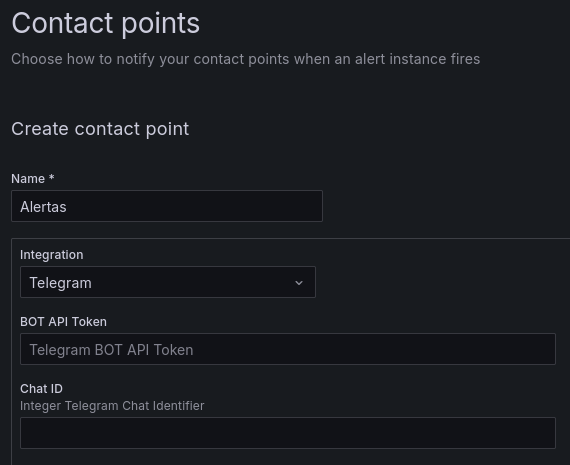 Contact points
Choose how to notify your contact points when an alert instance fires
Create contact point
Name *
Alertas
Integration
Telegram
BOT API Token
Telegram BOT API Token
Chat ID
Integer Telegram Chat Identifier